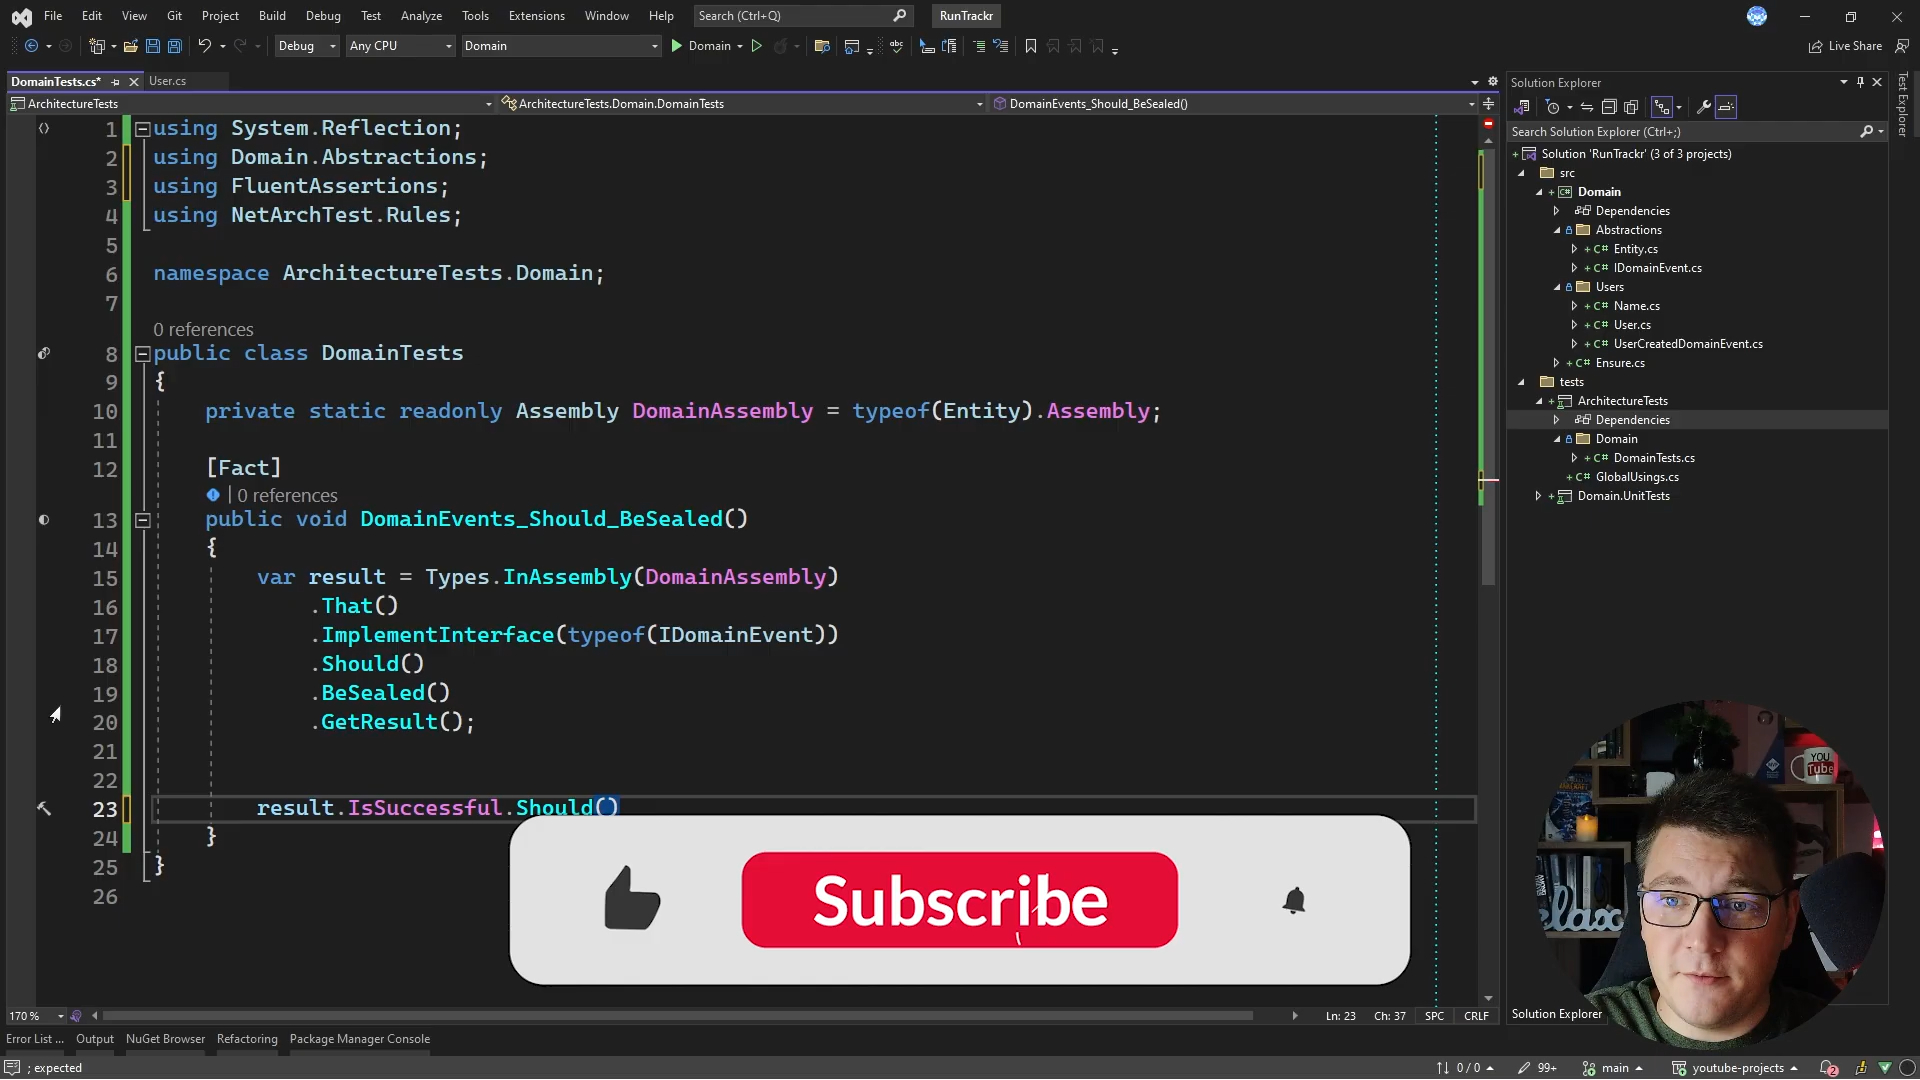 File Edit View Git Project Build Debug Test Analyze Tools Extensions Window Help Search (Ctrl+Q) RunTrackr
Debug Any CPU Domain Domain Live Share
DomainTests.cs* User.cs
ArchitectureTests ArchitectureTests.Domain.DomainTests DomainEvents_Should_BeSealed()
1 using System.Reflection;
2 using Domain.Abstractions;
3 using FluentAssertions;
4 using NetArchTest.Rules;
5
6 namespace ArchitectureTests.Domain;
7
0 references
8 public class DomainTests
9 {
10 private static readonly Assembly DomainAssembly = typeof(Entity).Assembly;
11
12 [Fact]
0 references
13 public void DomainEvents_Should_BeSealed()
14 {
15 var result = Types.InAssembly(DomainAssembly)
16 .That()
17 .ImplementInterface(typeof(IDomainEvent))
18 .Should()
19 .BeSealed()
20 .GetResult();
21
22
23 result.IsSuccessful.Should()
24 }
25 }
26
Subscribe
170 % Ln: 23 Ch: 37 SPC CRLF
Error List ... Output NuGet Browser Refactoring Package Manager Console
; expected 0 / 0 99+ main youtube-projects 2
Solution Explorer
Search Solution Explorer (Ctrl+;)
Solution 'RunTrackr' (3 of 3 projects)
src
Domain
Dependencies
Abstractions
Entity.cs
IDomainEvent.cs
Users
Name.cs
User.cs
UserCreatedDomainEvent.cs
Ensure.cs
tests
ArchitectureTests
Dependencies
Domain
DomainTests.cs
GlobalUsings.cs
Domain.UnitTests
Solution Explorer
Test Explorer
YOU
Tube
relax